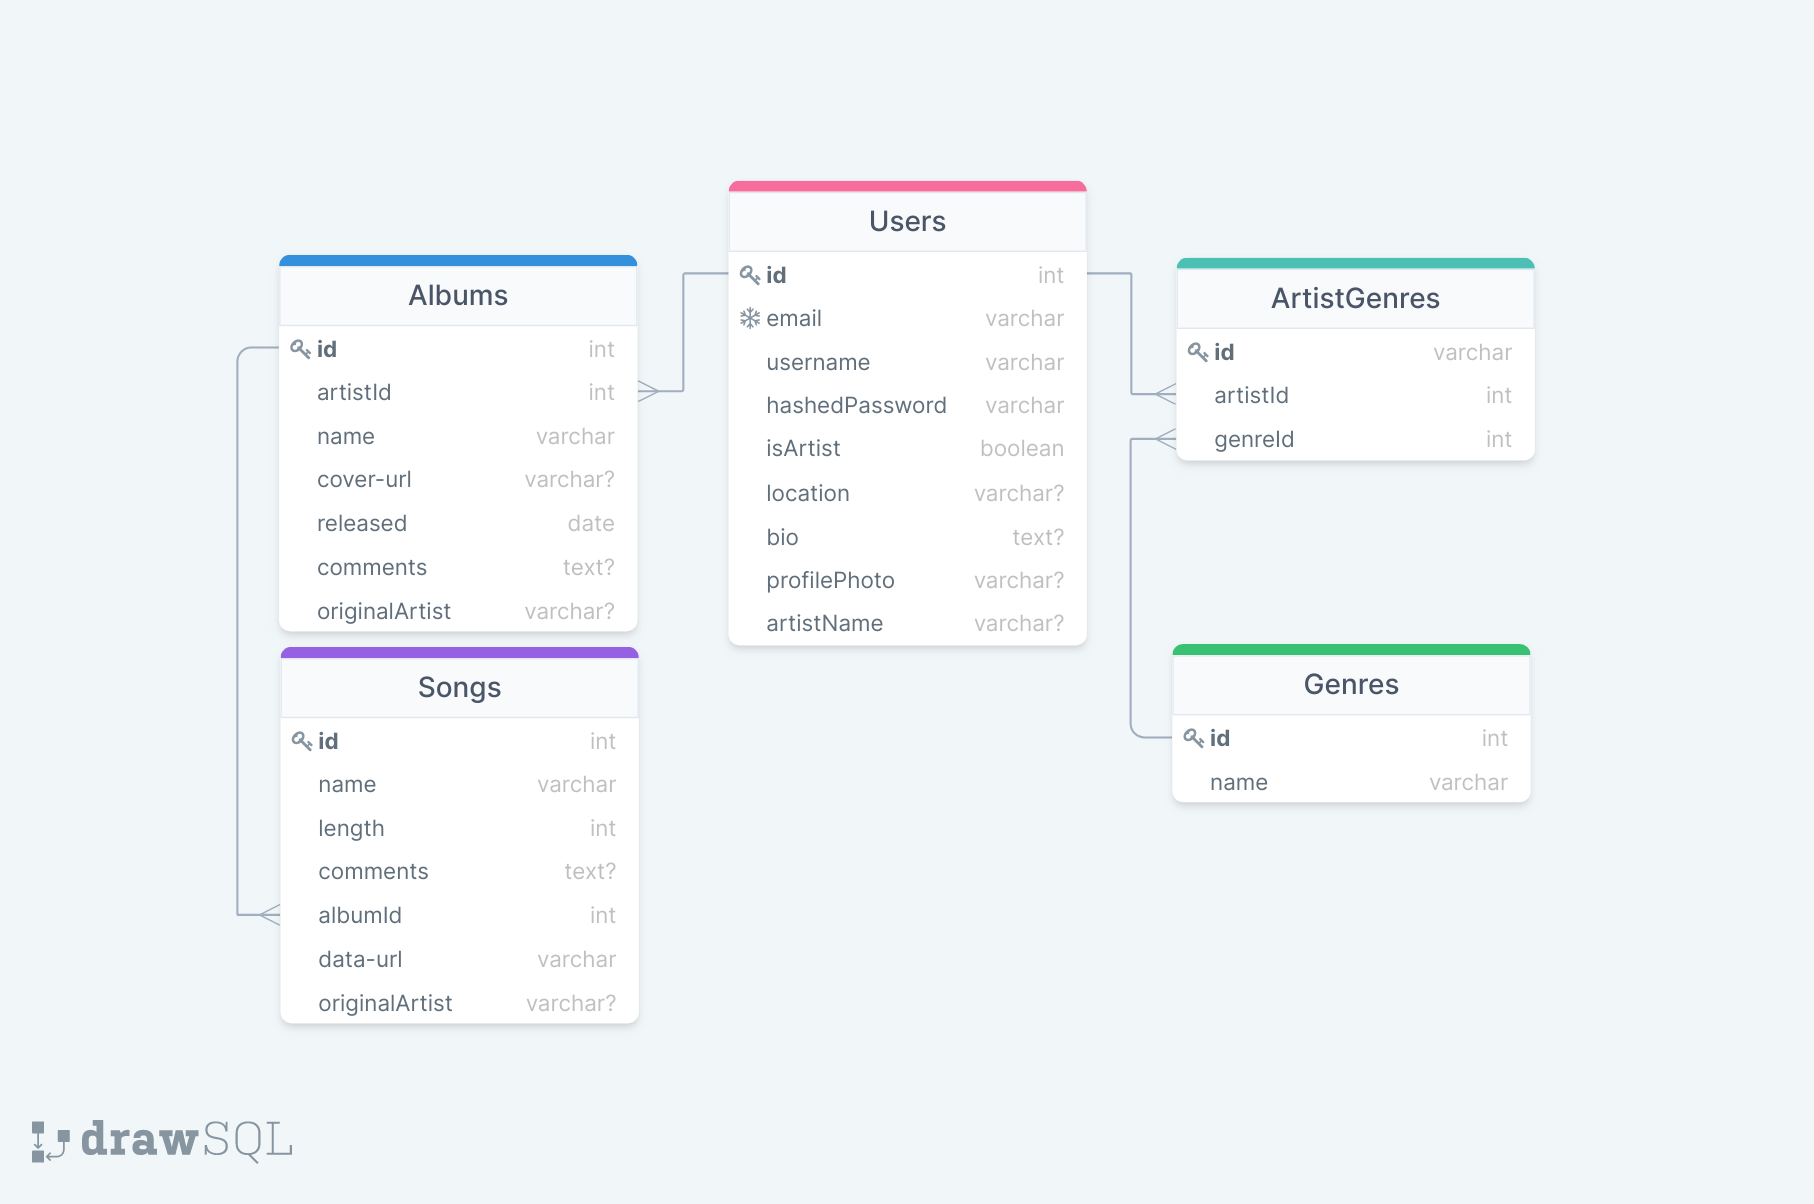 Users
id int
email varchar
username varchar
hashedPassword varchar
isArtist boolean
location varchar?
bio text?
profilePhoto varchar?
artistName varchar?
Albums
id int
artistId int
name varchar
cover-url varchar?
released date
comments text?
originalArtist varchar?
Songs
id int
name varchar
length int
comments text?
albumId int
data-url varchar
originalArtist varchar?
ArtistGenres
id varchar
artistId int
genreId int
Genres
id int
name varchar
drawSQL